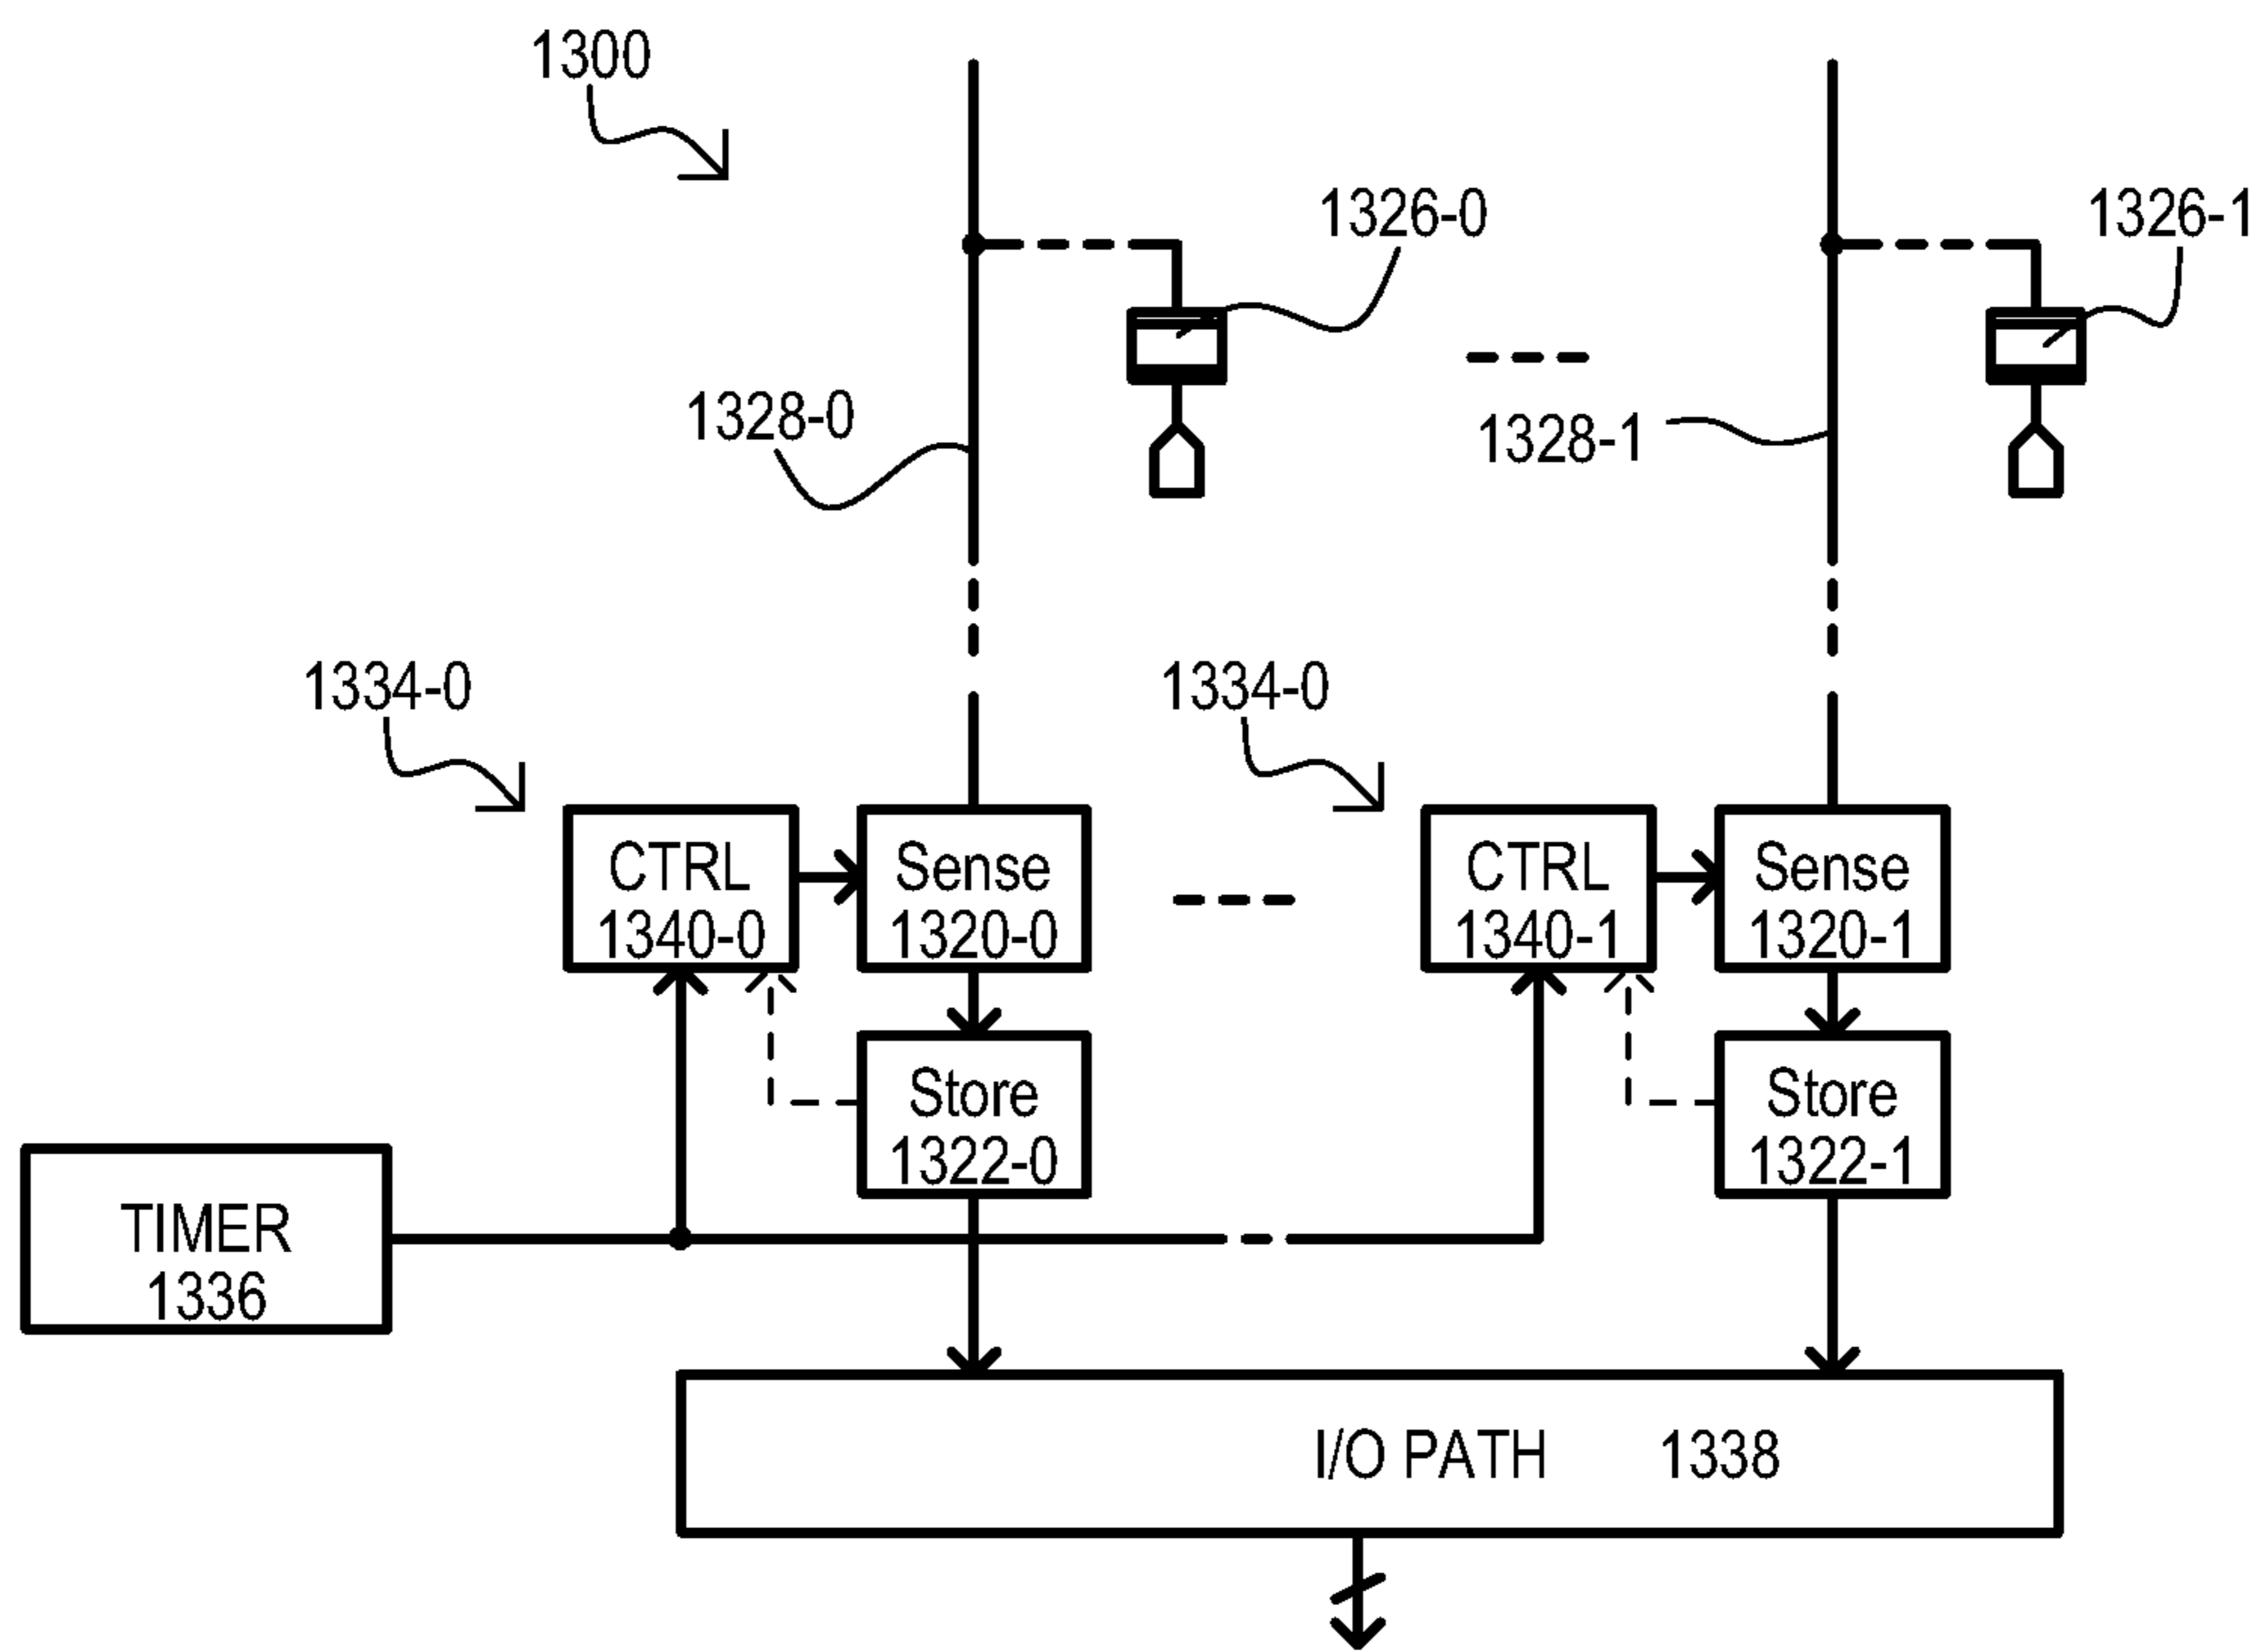 1300
1326-0
1326-1
1328-0
1328-1
1334-0
1334-0
CTRL
1340-0
Sense
1320-0
CTRL
1340-1
Sense
1320-1
Store
1322-0
Store
1322-1
TIMER
1336
I/O PATH 1338